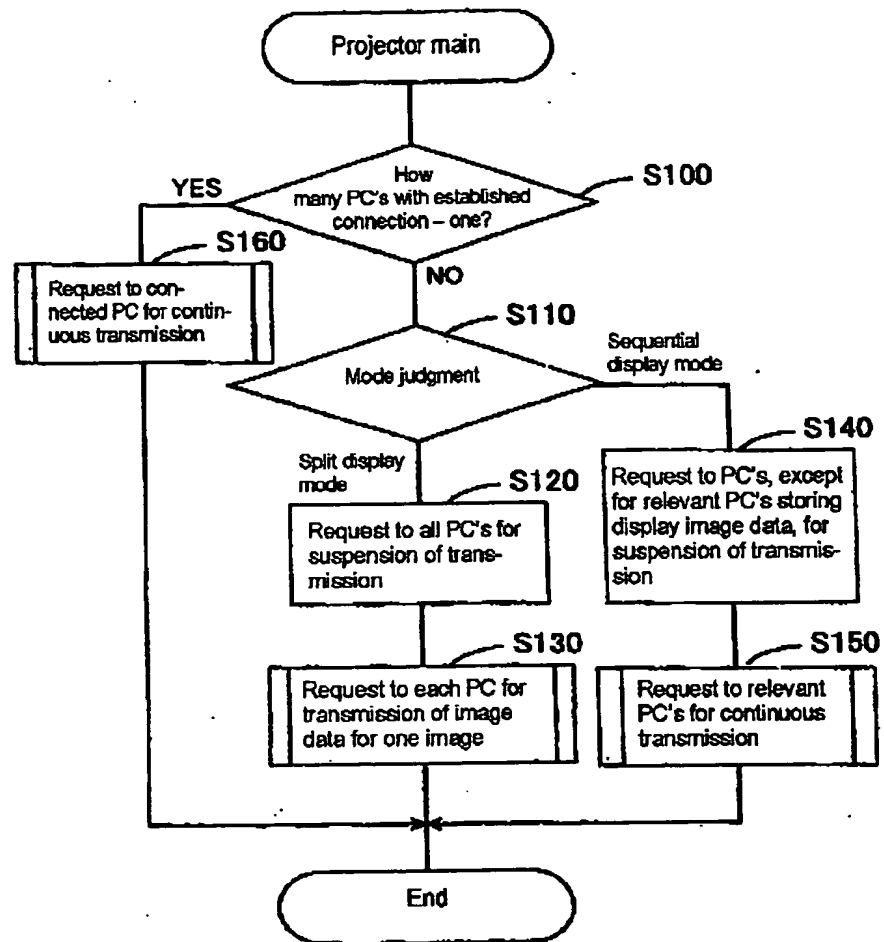 Projector main
How
many PC's with established
connection – one?
S100
YES
S160
Request to con-
nected PC for contin-
uous transmission
NO
S110
Mode judgment
Sequential
display mode
Split display
mode
S120
Request to all PC's for
suspension of trans-
mission
S140
Request to PC's, except
for relevant PC's storing
display image data, for
suspension of transmis-
sion
S130
Request to each PC for
transmission of image
data for one image
S150
Request to relevant
PC's for continuous
transmission
End